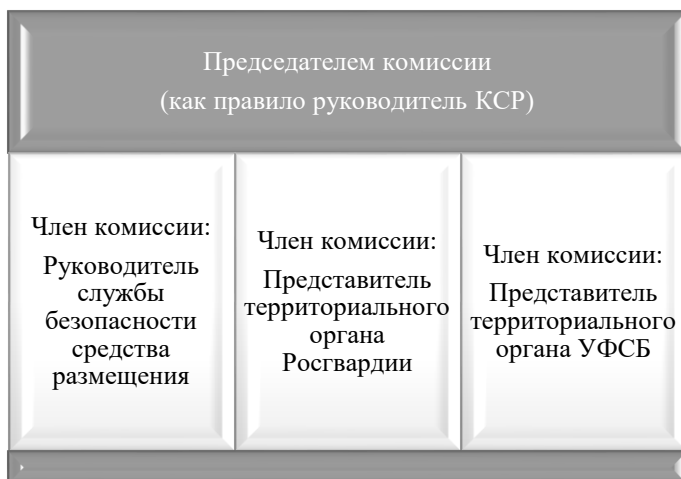 Председателем комиссии
(как правило руководитель КСР)
Член комиссии:
Руководитель
службы
безопасности
средства
размещения
Член комиссии:
Представитель
территориального
органа
Росгвардии
Член комиссии:
Представитель
территориального
органа УФСБ